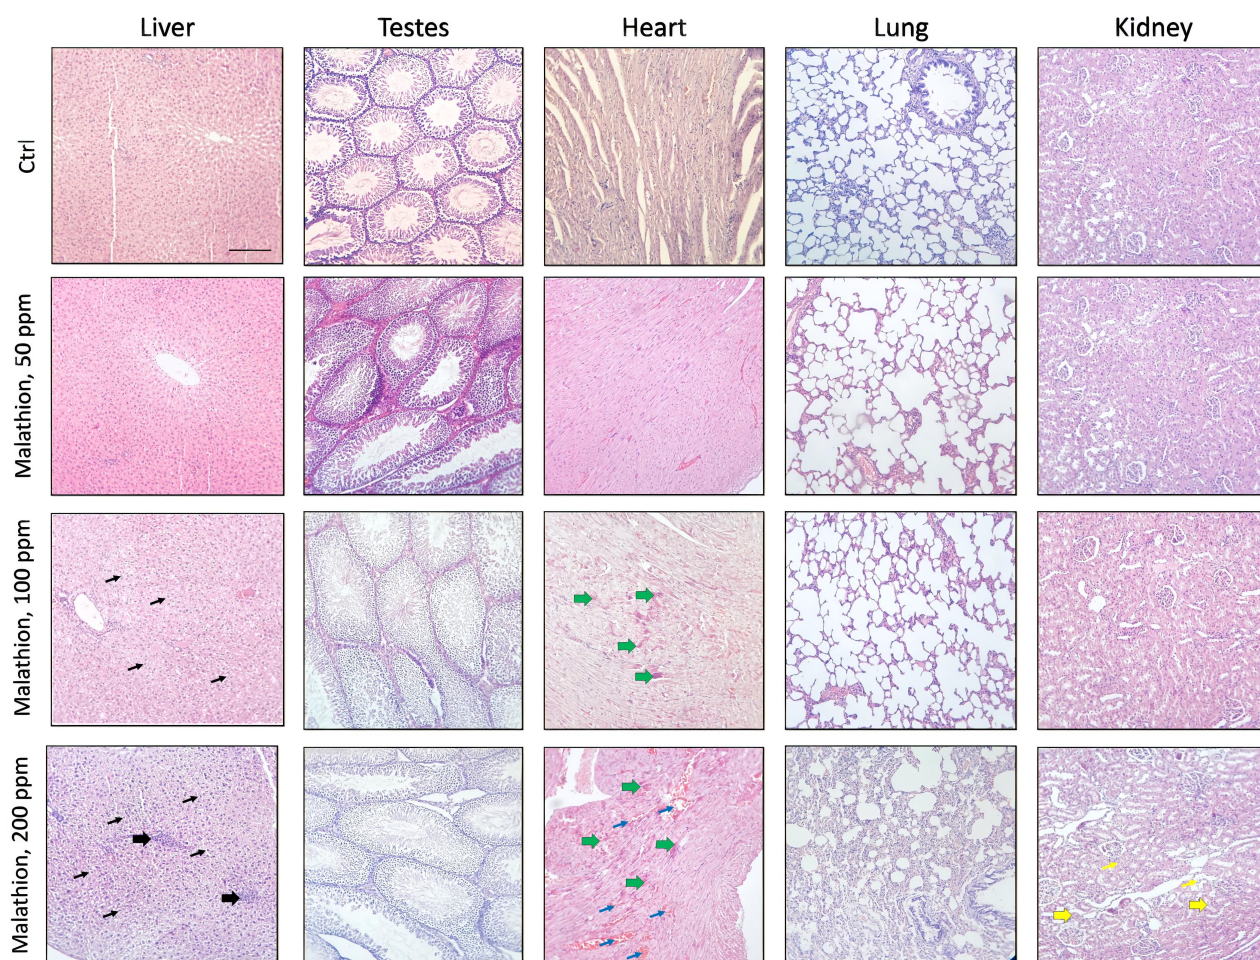 Liver Testes Heart Lung Kidney
Ctrl
Malathion, 50 ppm
Malathion, 100 ppm
Malathion, 200 ppm